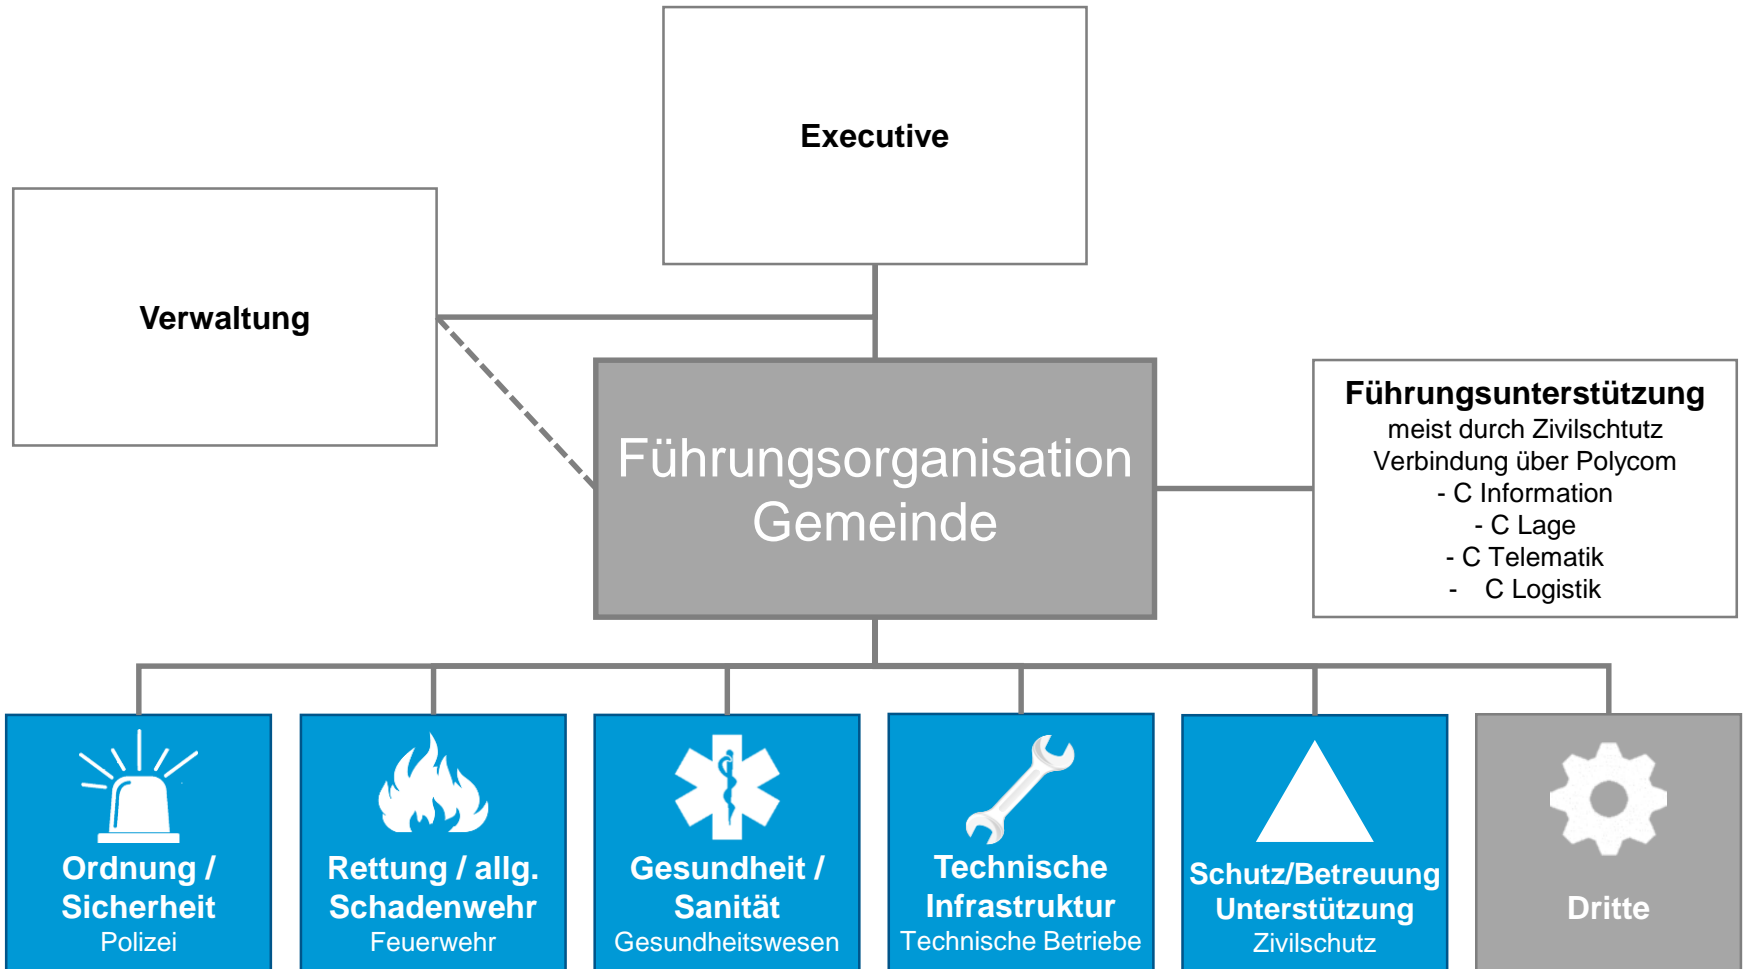 Executive
Verwaltung
Führungsorganisation
Gemeinde
Führungsunterstützung
meist durch Zivilschtutz
Verbindung über Polycom
- C Information
- C Lage
- C Telematik
- C Logistik
Ordnung /
Sicherheit
Polizei
Rettung / allg.
Schadenwehr
Feuerwehr
Gesundheit /
Sanität
Gesundheitswesen
Technische
Infrastruktur
Technische Betriebe
Schutz/Betreuung
Unterstützung
Zivilschutz
Dritte